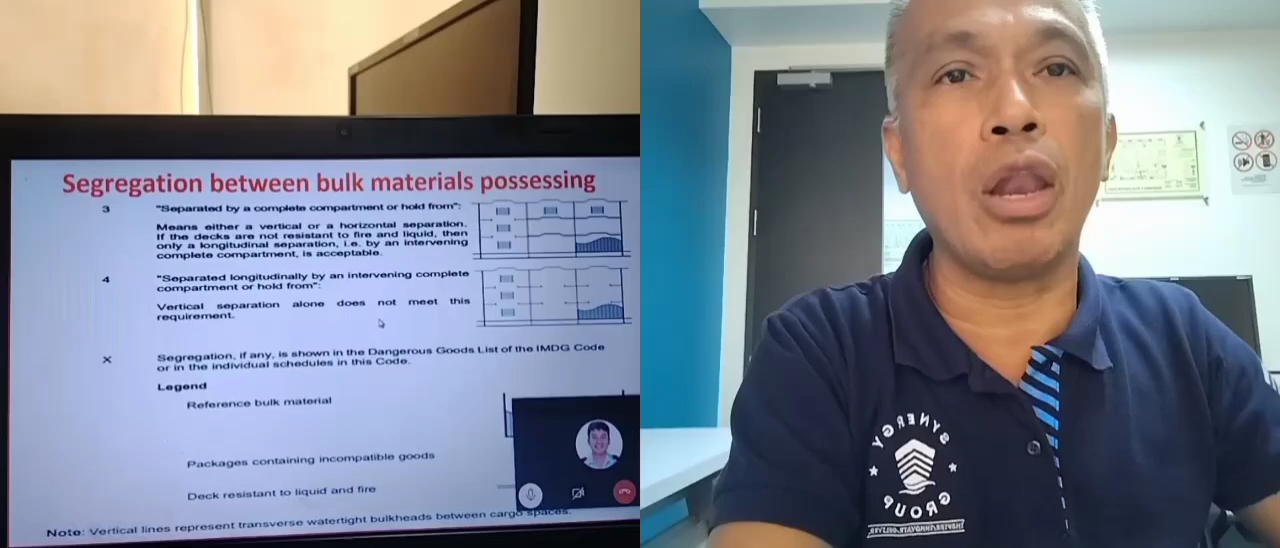 Segregation between bulk materials possessing
3 "Separated by a complete compartment or hold from":
Means either a vertical or a horizontal separation.
If the decks are not resistant to fire and liquid, then
only a longitudinal separation, i.e. by an intervening
complete compartment, is acceptable.
4 "Separated longitudinally by an intervening complete
compartment or hold from":
Vertical separation alone does not meet this
requirement.
X Segregation, if any, is shown in the Dangerous Goods List of the IMDG Code
or in the individual schedules in this Code.
Legend
Reference bulk material
Packages containing incompatible goods
Deck resistant to liquid and fire
Note: Vertical lines represent transverse watertight bulkheads between cargo spaces.
SYNERGY
GROUP